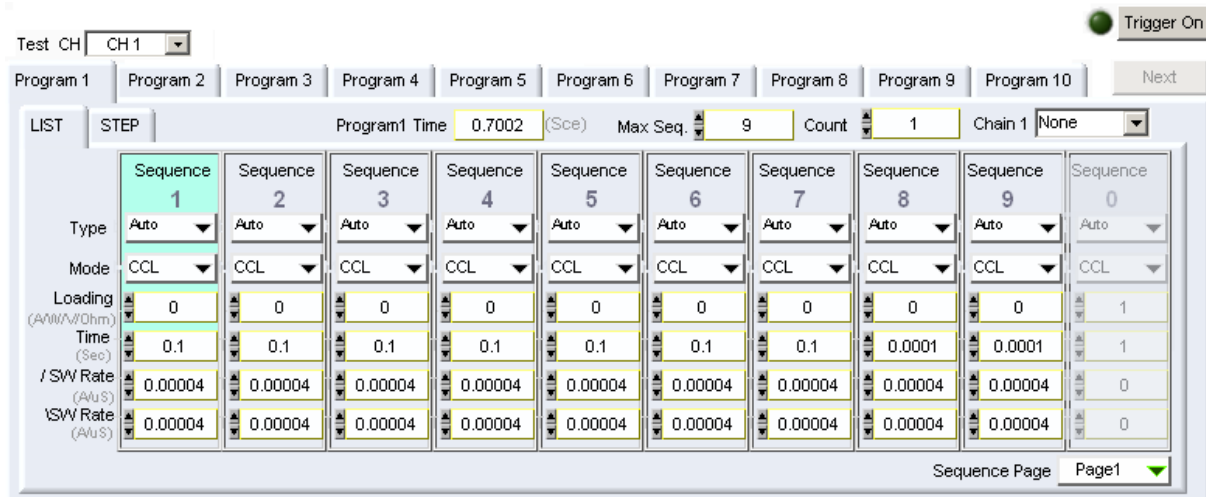 Trigger On
Test CH CH 1
Program 1 Program 2 Program 3 Program 4 Program 5 Program 6 Program 7 Program 8 Program 9 Program 10 Next
LIST STEP Program1 Time 0.7002 (Sce) Max Seq. 9 Count 1 Chain 1 None
Sequence Sequence Sequence Sequence Sequence Sequence Sequence Sequence Sequence Sequence
1 2 3 4 5 6 7 8 9 0
Type Auto Auto Auto Auto Auto Auto Auto Auto Auto Auto
Mode CCL CCL CCL CCL CCL CCL CCL CCL CCL CCL
Loading 0 0 0 0 0 0 0 0 0 1
(A/W/V/Ohm)
Time 0.1 0.1 0.1 0.1 0.1 0.1 0.1 0.0001 0.0001 1
(Sec)
/ SW Rate 0.00004 0.00004 0.00004 0.00004 0.00004 0.00004 0.00004 0.00004 0.00004 0
(A/uS)
\SW Rate 0.00004 0.00004 0.00004 0.00004 0.00004 0.00004 0.00004 0.00004 0.00004 0
(A/uS)
Sequence Page Page1